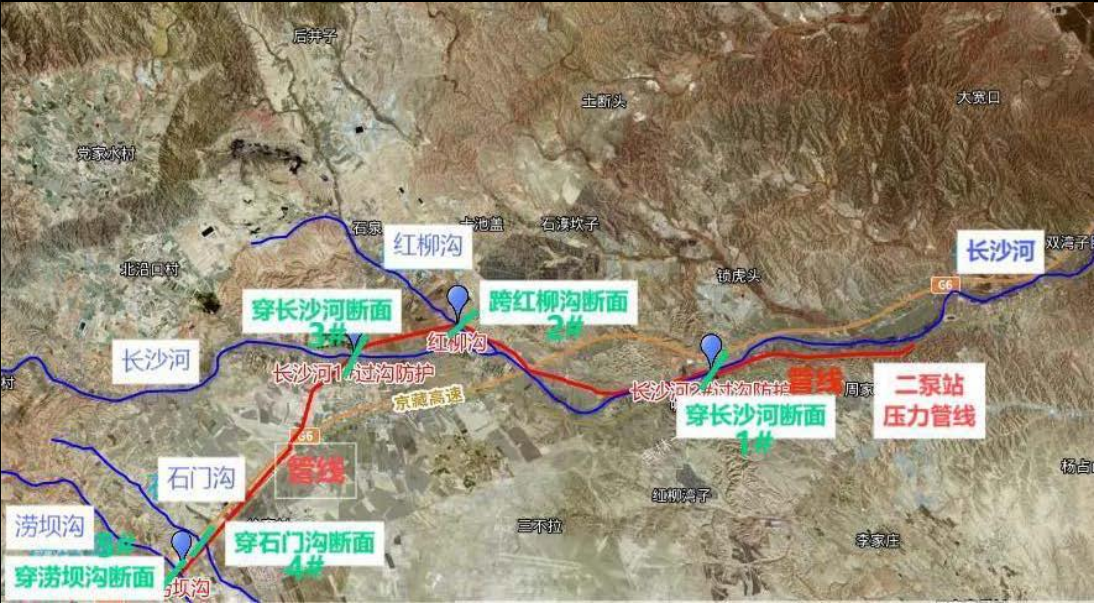 后井子
土断头
大宽口
党家水村
石泉
红柳沟
石漠坎子
北沿口村
锁虎头
长沙河
双湾子
G6
穿长沙河断面
3#
跨红柳沟断面
2#
红柳沟
长沙河
村
长沙河1#过沟防护
京藏高速
长沙河2#过沟防护
管线
周家
二泵站
压力管线
穿长沙河断面
1#
G6
管线
石门沟
红柳湾子
杨占
涝坝沟
三不拉
李家庄
穿石门沟断面
4#
穿涝坝沟断面
坝沟